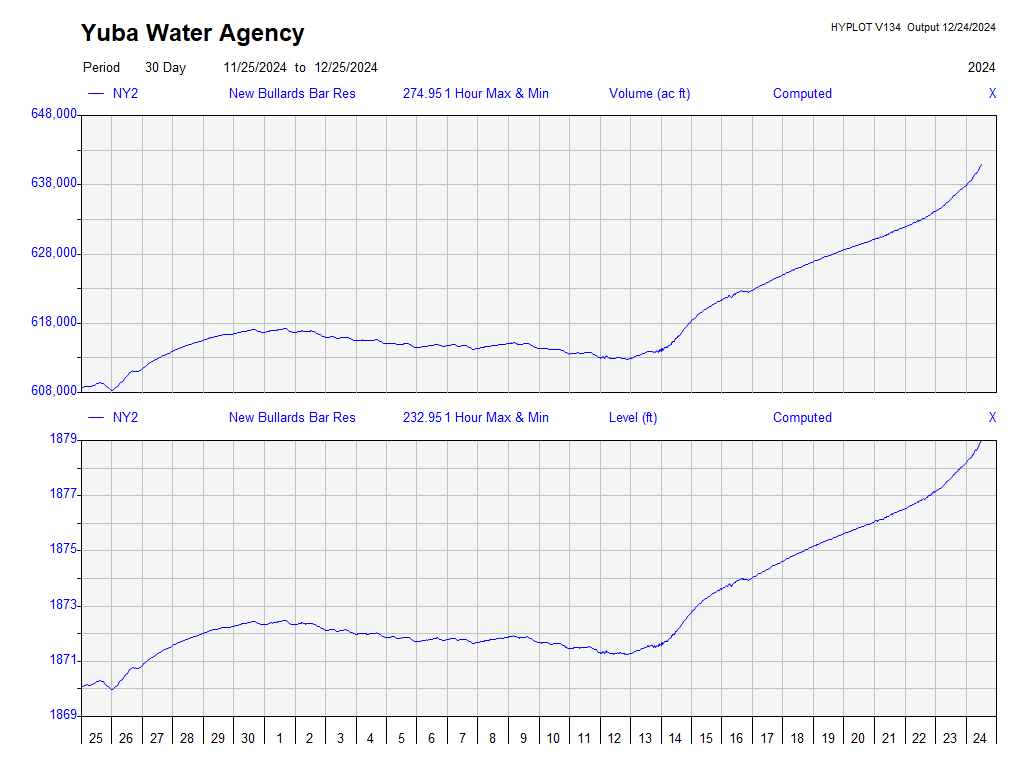 Yuba Water Agency
HYPLOT V134 Output 12/24/2024
Period 30 Day 11/25/2024 to 12/25/2024 2024
NY2 New Bullards Bar Res 274.95 1 Hour Max & Min Volume (ac ft) Computed X
648,000
638,000
628,000
618,000
608,000
NY2 New Bullards Bar Res 232.95 1 Hour Max & Min Level (ft) Computed X
1879
1877
1875
1873
1871
1869
25 26 27 28 29 30 1 2 3 4 5 6 7 8 9 10 11 12 13 14 15 16 17 18 19 20 21 22 23 24